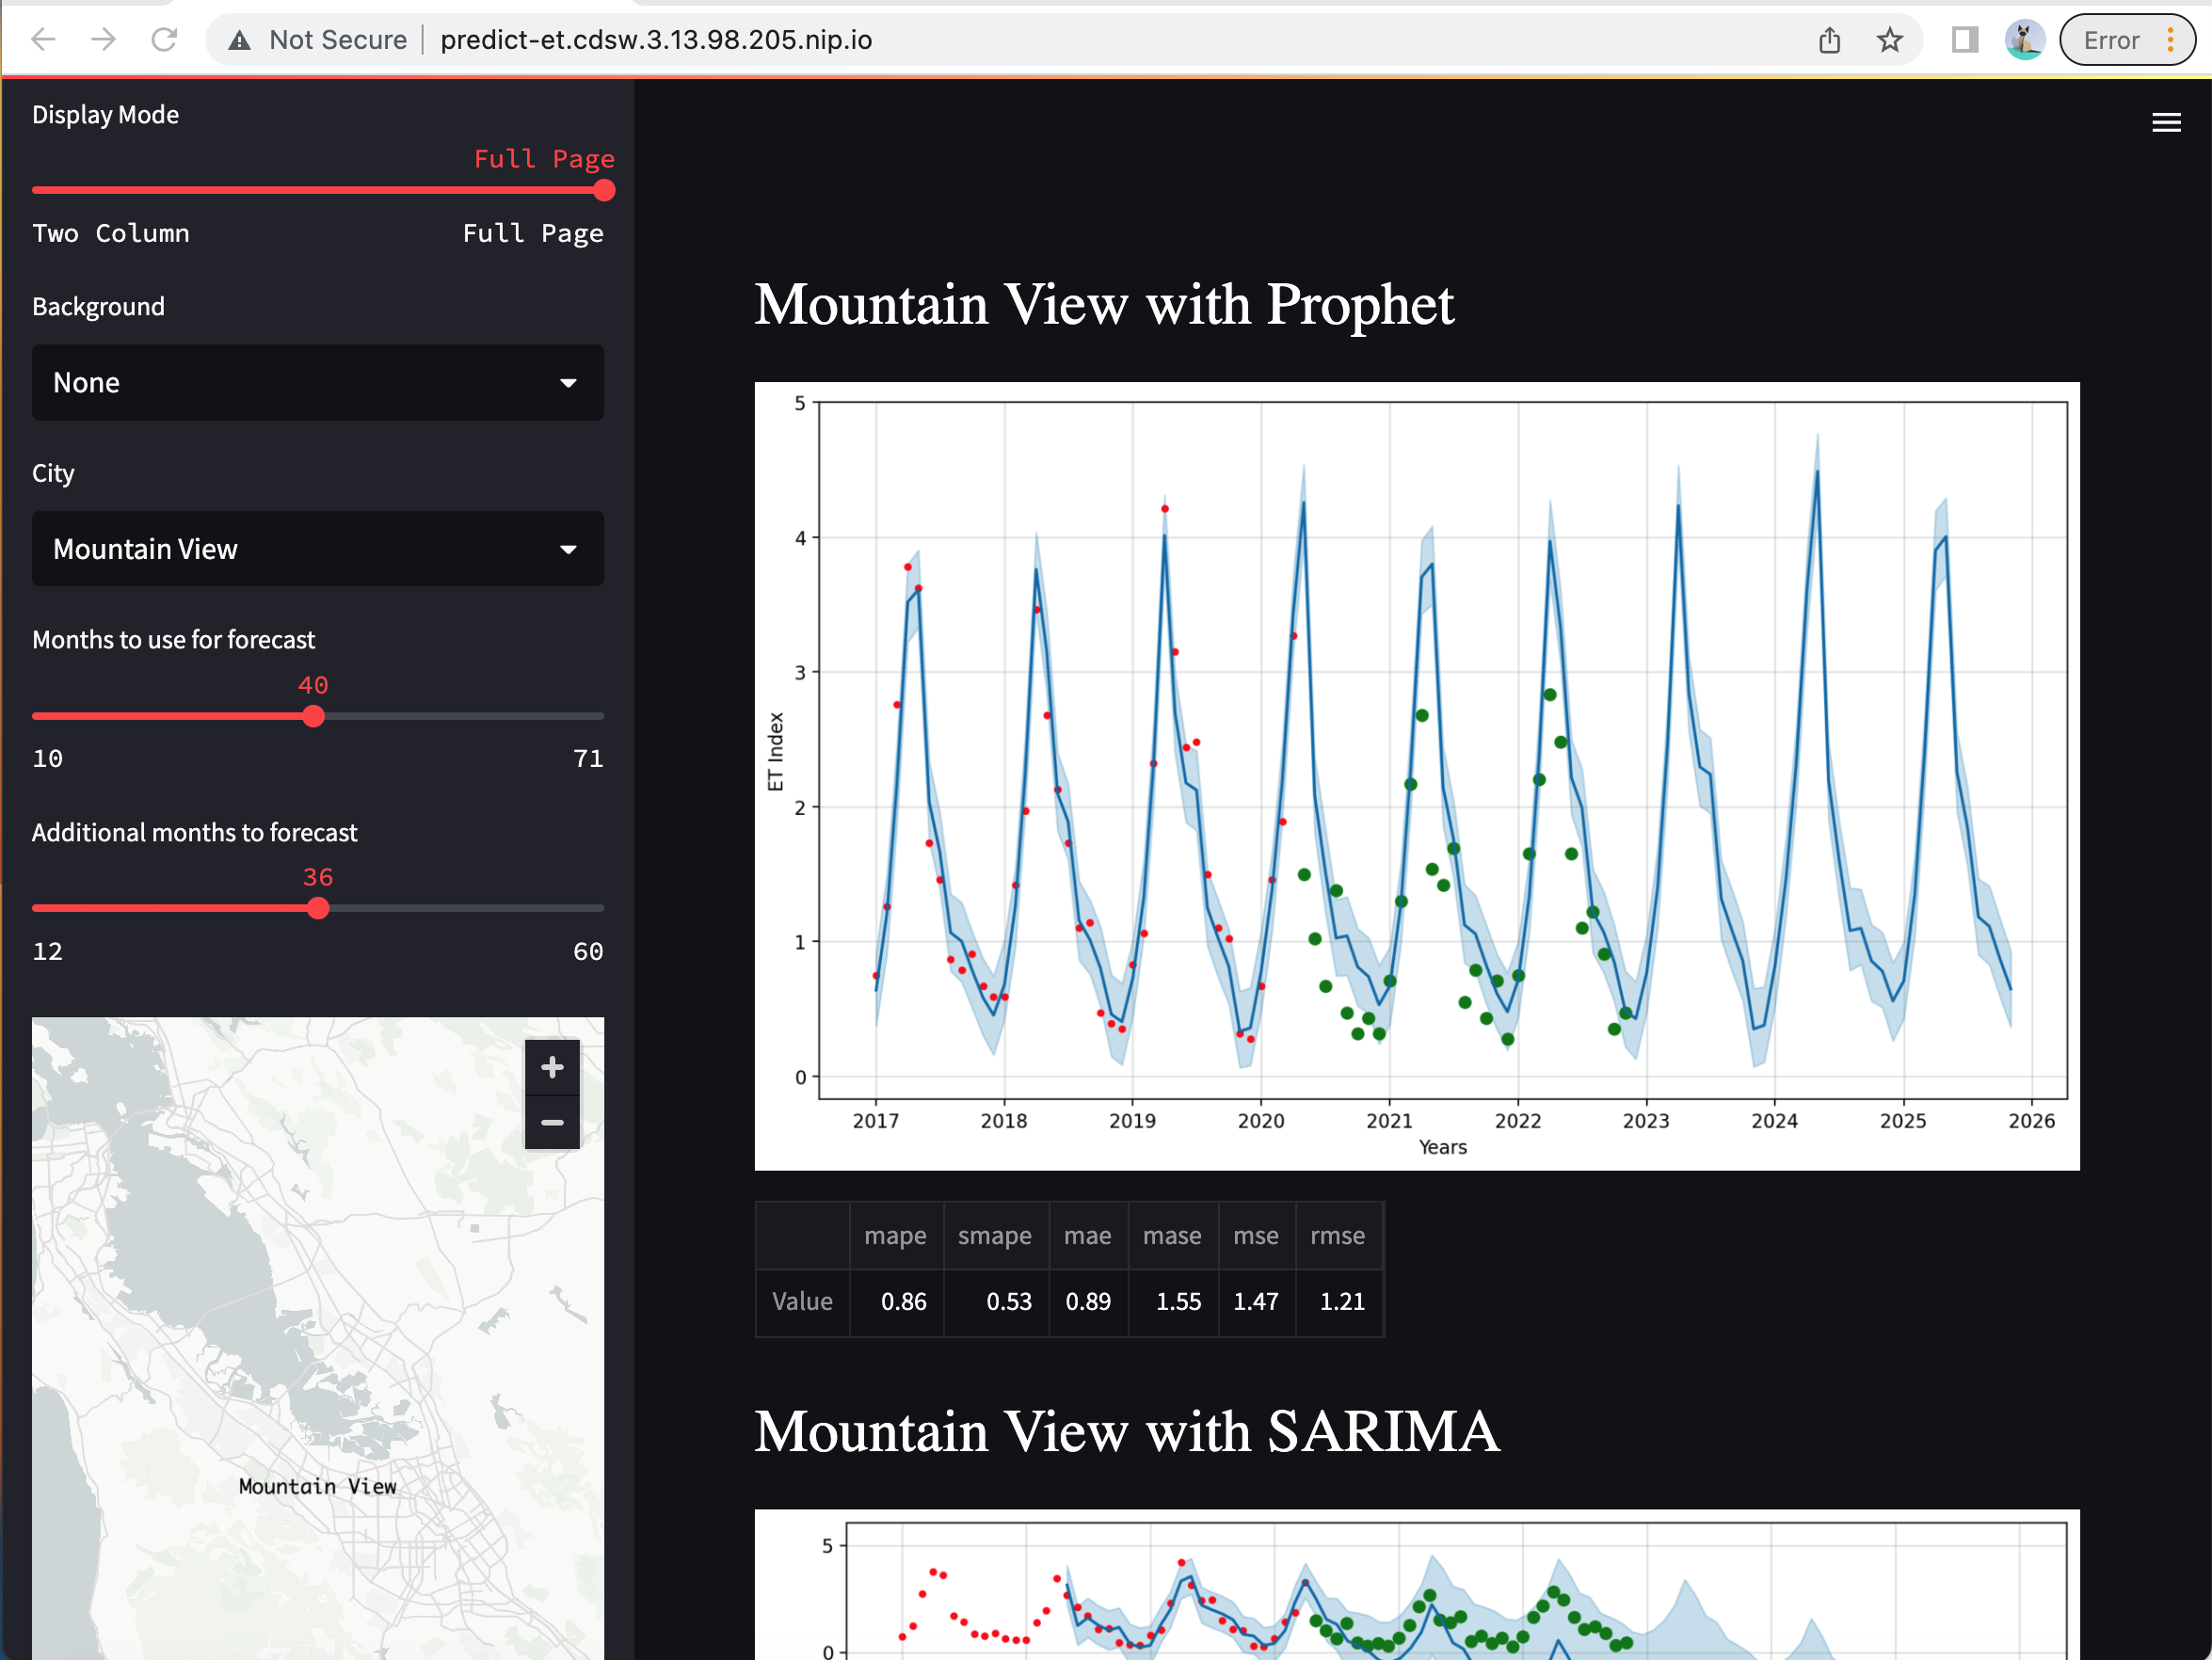 Not Secure predict-et.cdsw.3.13.98.205.nip.io Error
Display Mode
Full Page
Two Column Full Page
Background
None
City
Mountain View
Months to use for forecast
40
10 71
Additional months to forecast
36
12 60
+
−
Mountain View
Mountain View with Prophet
5
4
3
2
1
0
ET Index
2017 2018 2019 2020 2021 2022 2023 2024 2025 2026
Years
mape smape mae mase mse rmse
Value 0.86 0.53 0.89 1.55 1.47 1.21
Mountain View with SARIMA
5
0